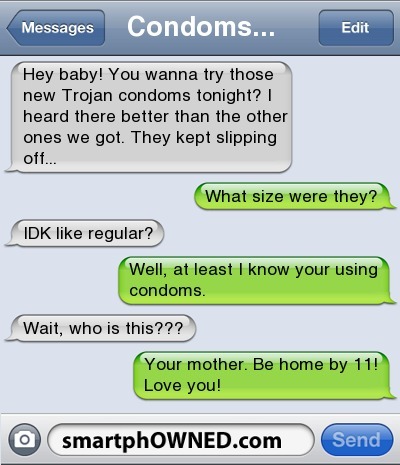 Messages
Condoms...
Edit
Hey baby! You wanna try those
new Trojan condoms tonight? I
heard there better than the other
ones we got. They kept slipping
off...
What size were they?
IDK like regular?
Well, at least I know your using
condoms.
Wait, who is this???
Your mother. Be home by 11!
Love you!
smartphOWNED.com
Send